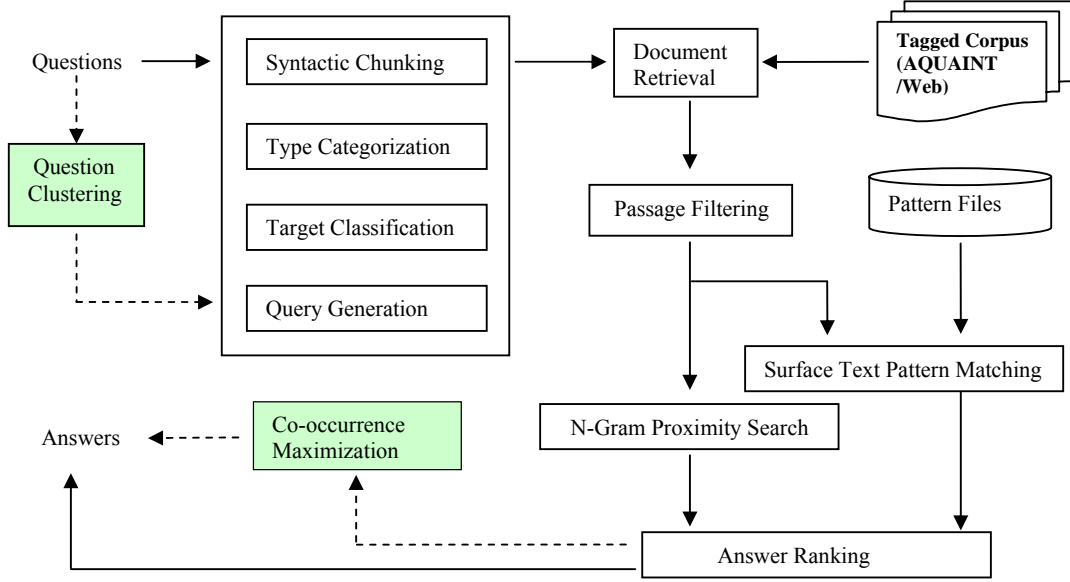 Questions
Syntactic Chunking
Document
Retrieval
Tagged Corpus
(AQUAINT
/Web)
Type Categorization
Question
Clustering
Passage Filtering
Pattern Files
Target Classification
Query Generation
Surface Text Pattern Matching
N-Gram Proximity Search
Co-occurrence
Maximization
Answers
Answer Ranking